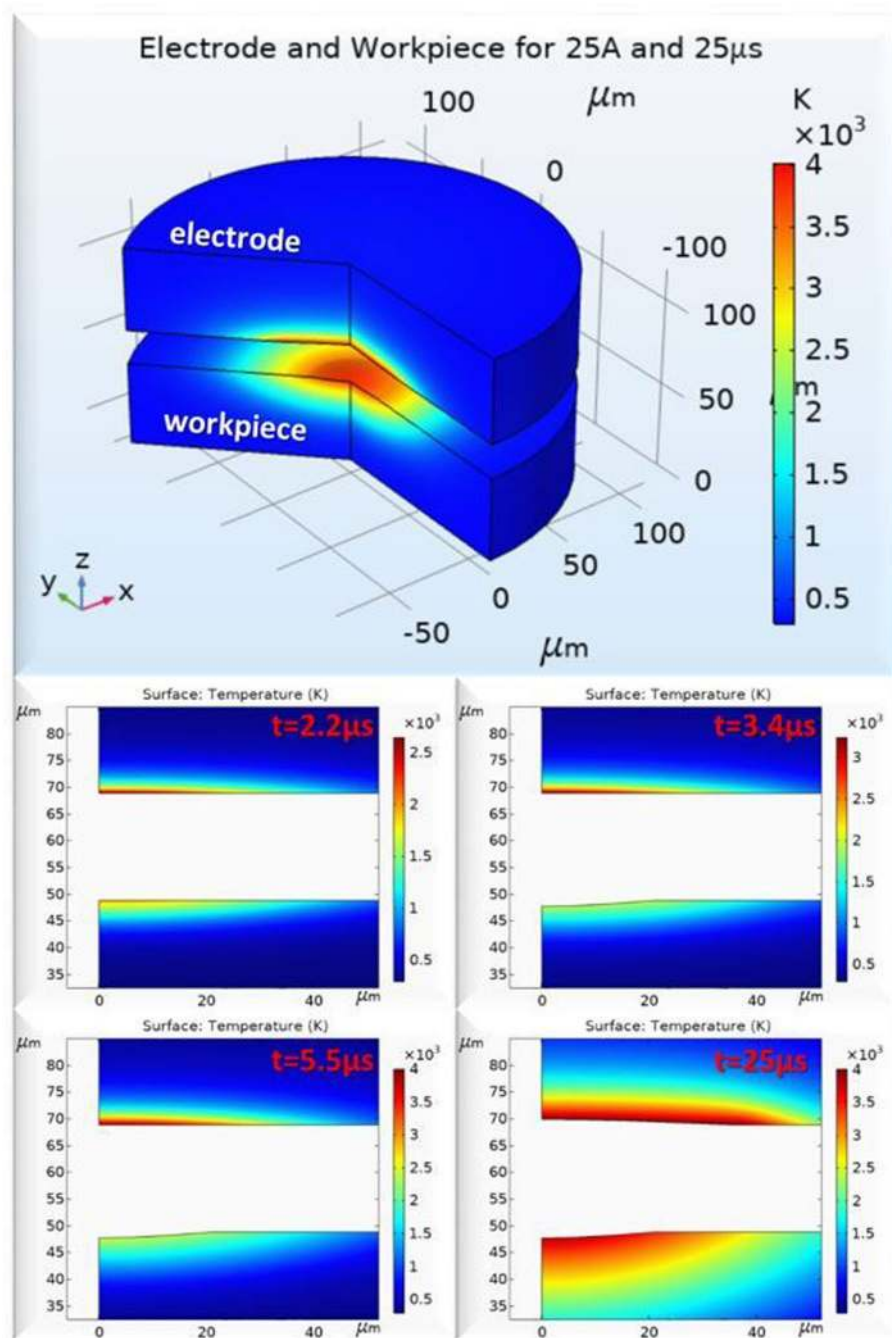 Electrode and Workpiece for 25A and 25μs
100 μm K
×10³
0 4
3.5
-100
electrode 3
100 2.5
50 m 2
workpiece 1.5
0
100 1
z 50
y x 0 0.5
-50
μm
Surface: Temperature (K)
μm t=2.2μs ×10³
80 2.5
75
70 2
65
60 1.5
55
50 1
45
40 0.5
35
0 20 40 μm
Surface: Temperature (K)
μm t=3.4μs ×10³
80 3
75
70 2.5
65
60 2
55 1.5
50
45 1
40
35 0.5
0 20 40 μm
Surface: Temperature (K)
μm t=5.5μs ×10³
80 4
75 3.5
70 3
65
60 2.5
55 2
50 1.5
45
40 1
35 0.5
0 20 40 μm
Surface: Temperature (K)
μm t=25μs ×10³
80 4
75 3.5
70 3
65
60 2.5
55 2
50 1.5
45
40 1
35 0.5
0 20 40 μm